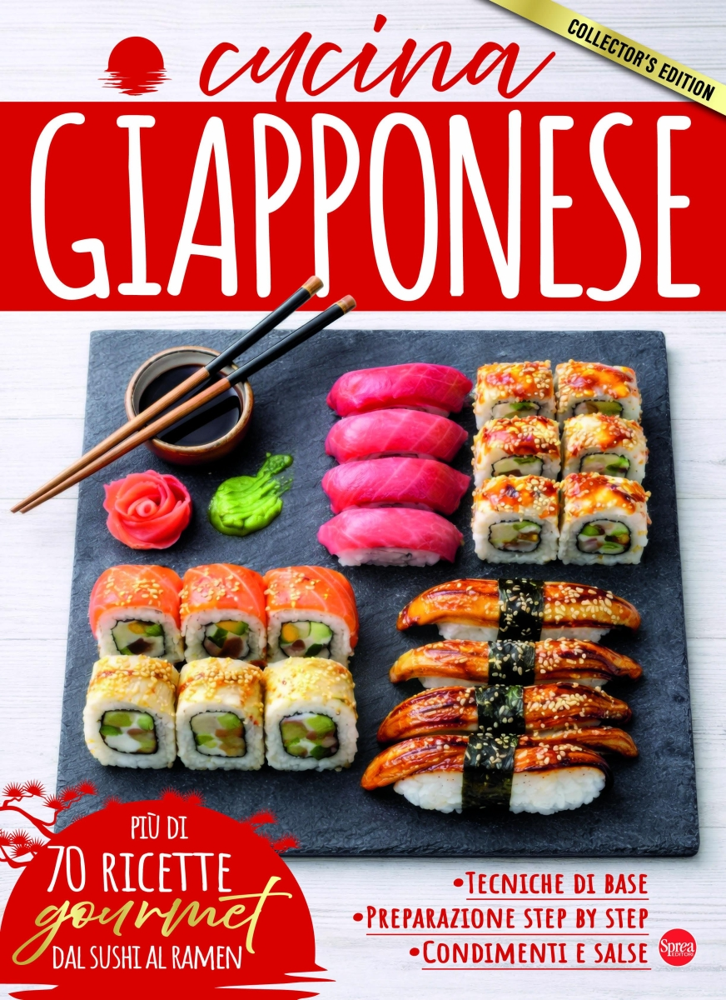 cucina
COLLECTOR'S EDITION
GIAPPONESE
PIÙ DI
70 RICETTE
gourmet
DAL SUSHI AL RAMEN
•TECNICHE DI BASE
•PREPARAZIONE STEP BY STEP
•CONDIMENTI E SALSE
Sprea
EDITORI